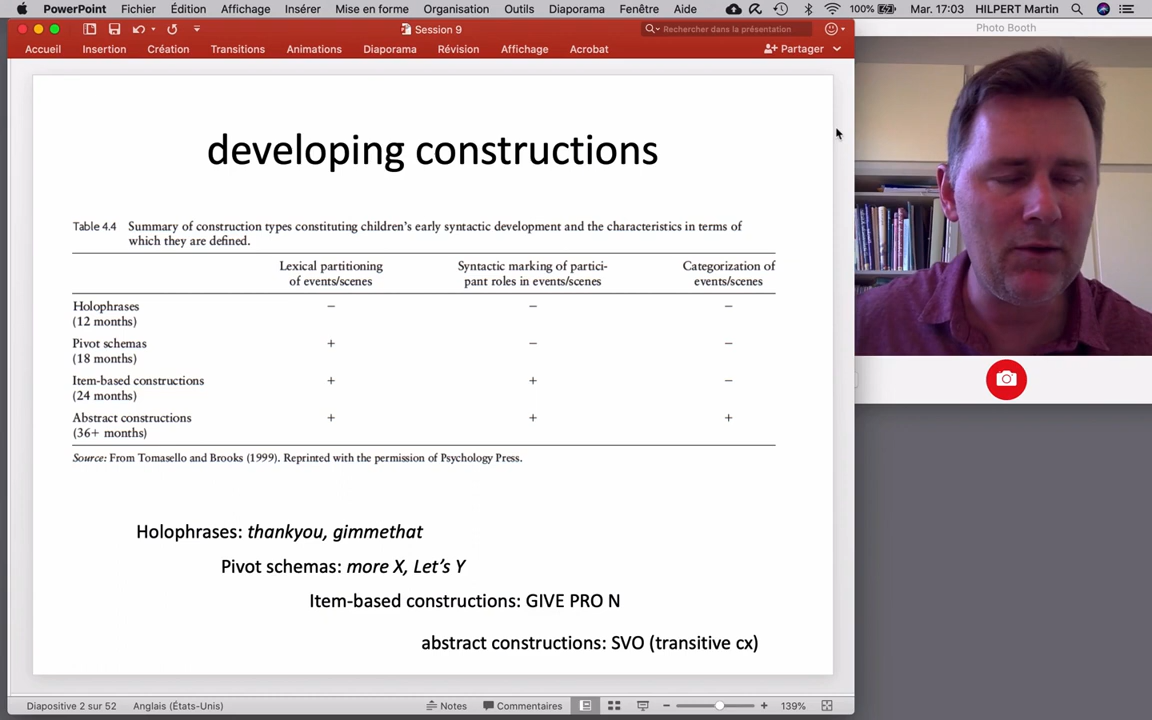 PowerPoint Fichier Édition Affichage Insérer Mise en forme Organisation Outils Diaporama Fenêtre Aide 100% Mar. 17:03 HILPERT Martin
Session 9
Rechercher dans la présentation
Photo Booth
Accueil Insertion Création Transitions Animations Diaporama Révision Affichage Acrobat Partager
developing constructions
Table 4.4 Summary of construction types constituting children's early syntactic development and the characteristics in terms of
which they are defined.
Lexical partitioning Syntactic marking of partici- Categorization of
of events/scenes pant roles in events/scenes events/scenes
Holophrases – – –
(12 months)
Pivot schemas + – –
(18 months)
Item-based constructions + + –
(24 months)
Abstract constructions + + +
(36+ months)
Source: From Tomasello and Brooks (1999). Reprinted with the permission of Psychology Press.
Holophrases: thankyou, gimmethat
Pivot schemas: more X, Let's Y
Item-based constructions: GIVE PRO N
abstract constructions: SVO (transitive cx)
Diapositive 2 sur 52 Anglais (États-Unis) Notes Commentaires 139%